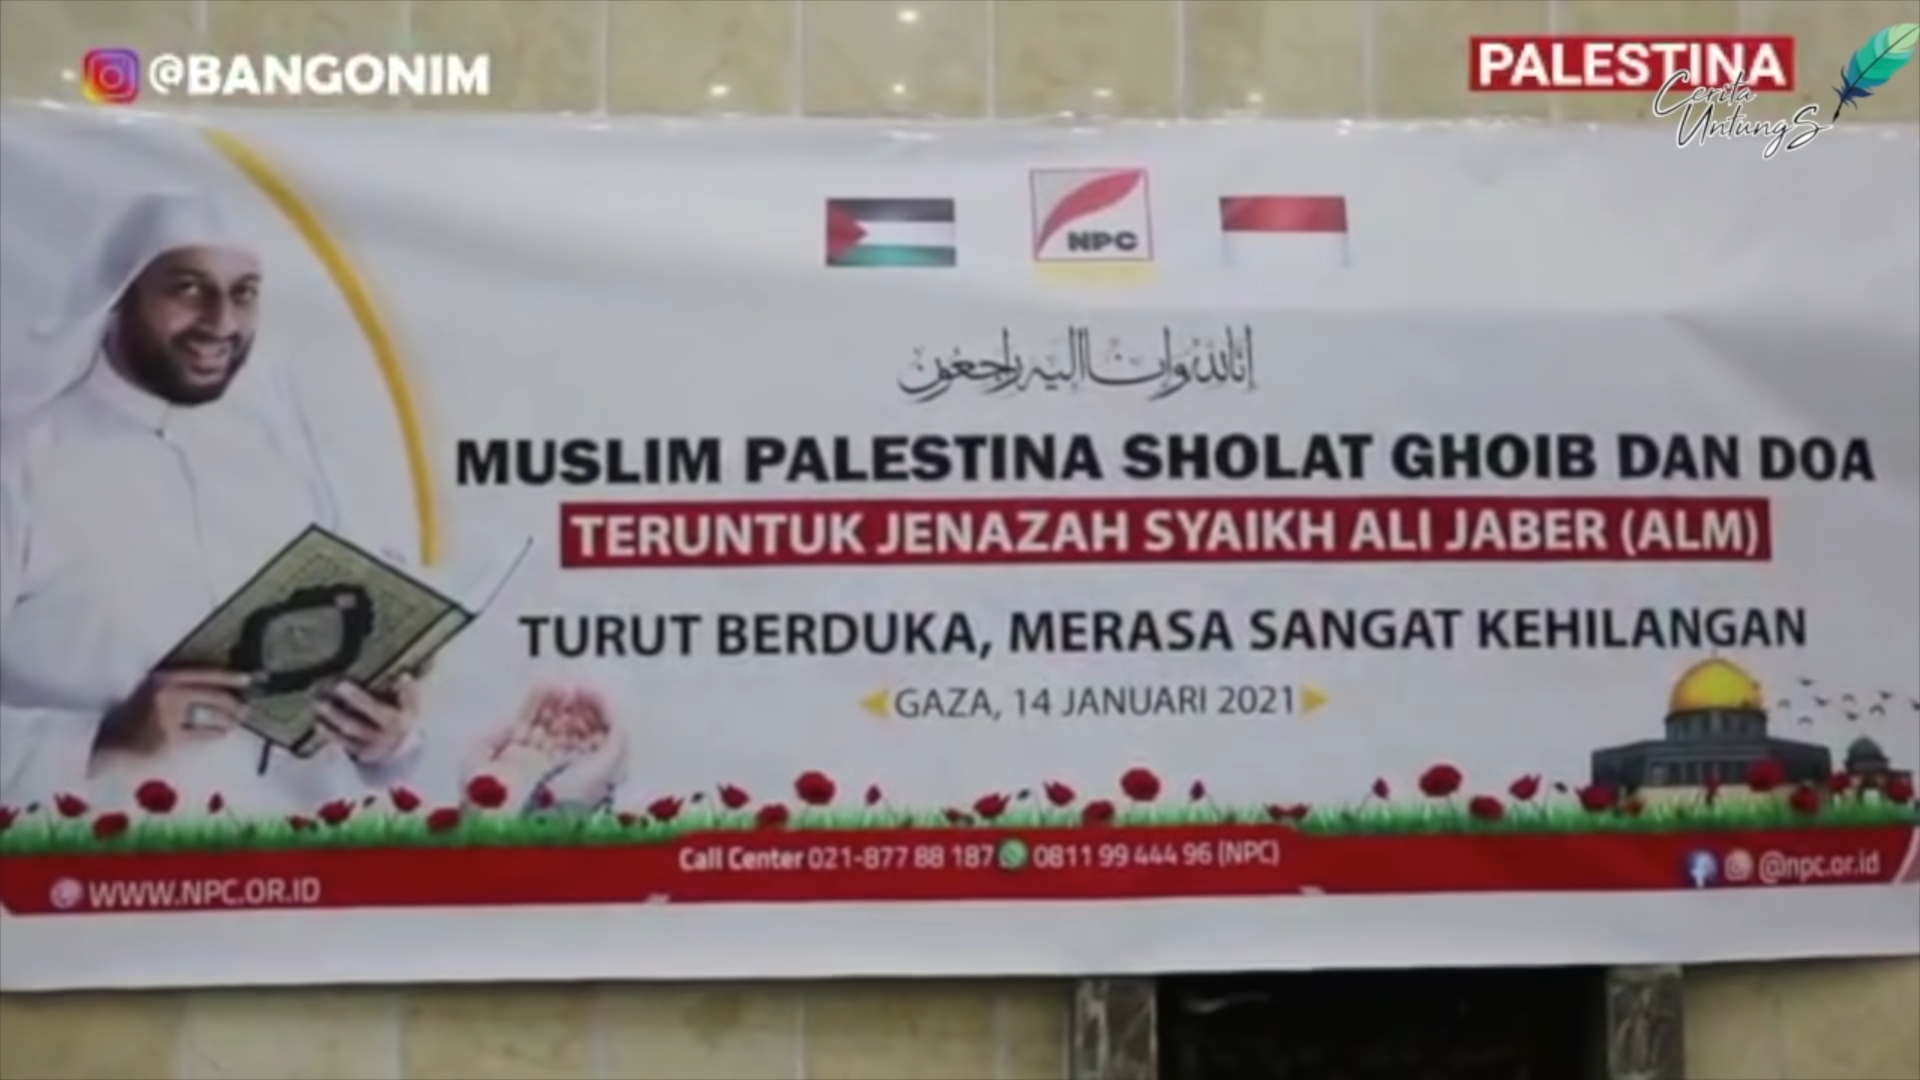 @BANGONIM
PALESTINA
Cerita
UntungS
NPC
إنا لله وإنا إليه راجعون
MUSLIM PALESTINA SHOLAT GHOIB DAN DOA
TERUNTUK JENAZAH SYAIKH ALI JABER (ALM)
TURUT BERDUKA, MERASA SANGAT KEHILANGAN
GAZA, 14 JANUARI 2021
Call Center 021-877 88 187 0811 99 444 96 (NPC)
WWW.NPC.OR.ID
@npc.or.id